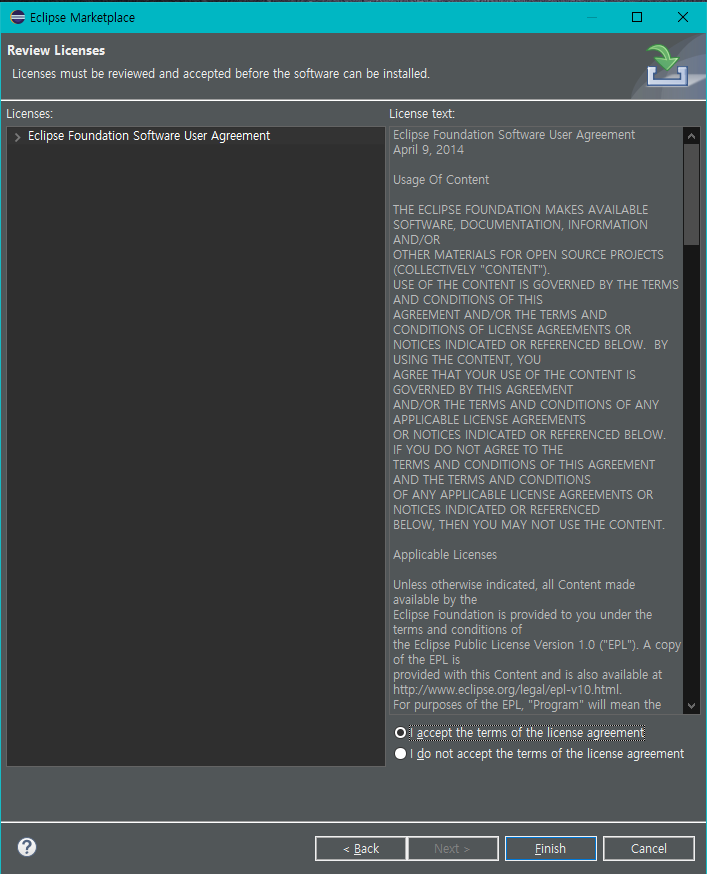 Eclipse Marketplace
Review Licenses
Licenses must be reviewed and accepted before the software can be installed.
Licenses:
Eclipse Foundation Software User Agreement
License text:
Eclipse Foundation Software User Agreement
April 9, 2014
Usage Of Content
THE ECLIPSE FOUNDATION MAKES AVAILABLE
SOFTWARE, DOCUMENTATION, INFORMATION
AND/OR
OTHER MATERIALS FOR OPEN SOURCE PROJECTS
(COLLECTIVELY "CONTENT").
USE OF THE CONTENT IS GOVERNED BY THE TERMS
AND CONDITIONS OF THIS
AGREEMENT AND/OR THE TERMS AND
CONDITIONS OF LICENSE AGREEMENTS OR
NOTICES INDICATED OR REFERENCED BELOW.  BY
USING THE CONTENT, YOU
AGREE THAT YOUR USE OF THE CONTENT IS
GOVERNED BY THIS AGREEMENT
AND/OR THE TERMS AND CONDITIONS OF ANY
APPLICABLE LICENSE AGREEMENTS
OR NOTICES INDICATED OR REFERENCED BELOW.
IF YOU DO NOT AGREE TO THE
TERMS AND CONDITIONS OF THIS AGREEMENT
AND THE TERMS AND CONDITIONS
OF ANY APPLICABLE LICENSE AGREEMENTS OR
NOTICES INDICATED OR REFERENCED
BELOW, THEN YOU MAY NOT USE THE CONTENT.
Applicable Licenses
Unless otherwise indicated, all Content made
available by the
Eclipse Foundation is provided to you under the
terms and conditions of
the Eclipse Public License Version 1.0 ("EPL"). A copy
of the EPL is
provided with this Content and is also available at
http://www.eclipse.org/legal/epl-v10.html.
For purposes of the EPL, "Program" will mean the
I accept the terms of the license agreement
I do not accept the terms of the license agreement
?
< Back
Next >
Finish
Cancel